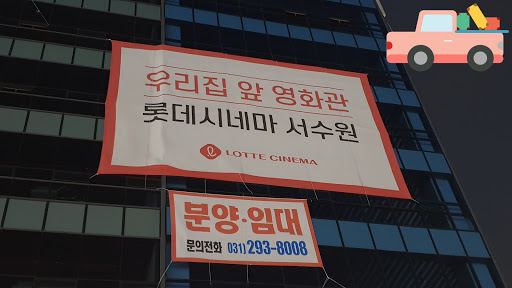 우리집 앞 영화관
롯데시네마 서수원
LOTTE CINEMA
분양·임대
문의전화 031) 293-8008